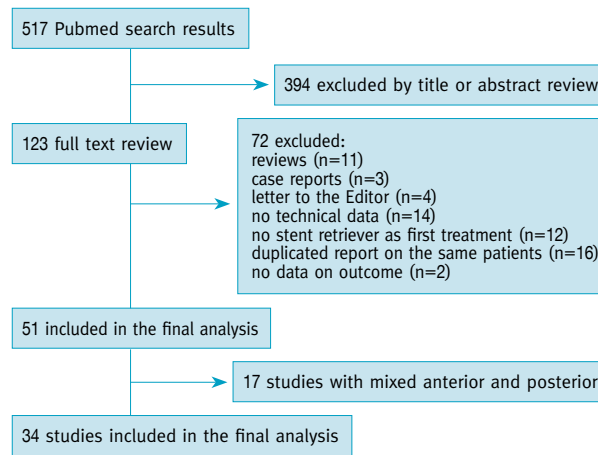 517 Pubmed search results
394 excluded by title or abstract review
123 full text review
72 excluded:
reviews (n=11)
case reports (n=3)
letter to the Editor (n=4)
no technical data (n=14)
no stent retriever as first treatment (n=12)
duplicated report on the same patients (n=16)
no data on outcome (n=2)
51 included in the final analysis
17 studies with mixed anterior and posterior
34 studies included in the final analysis